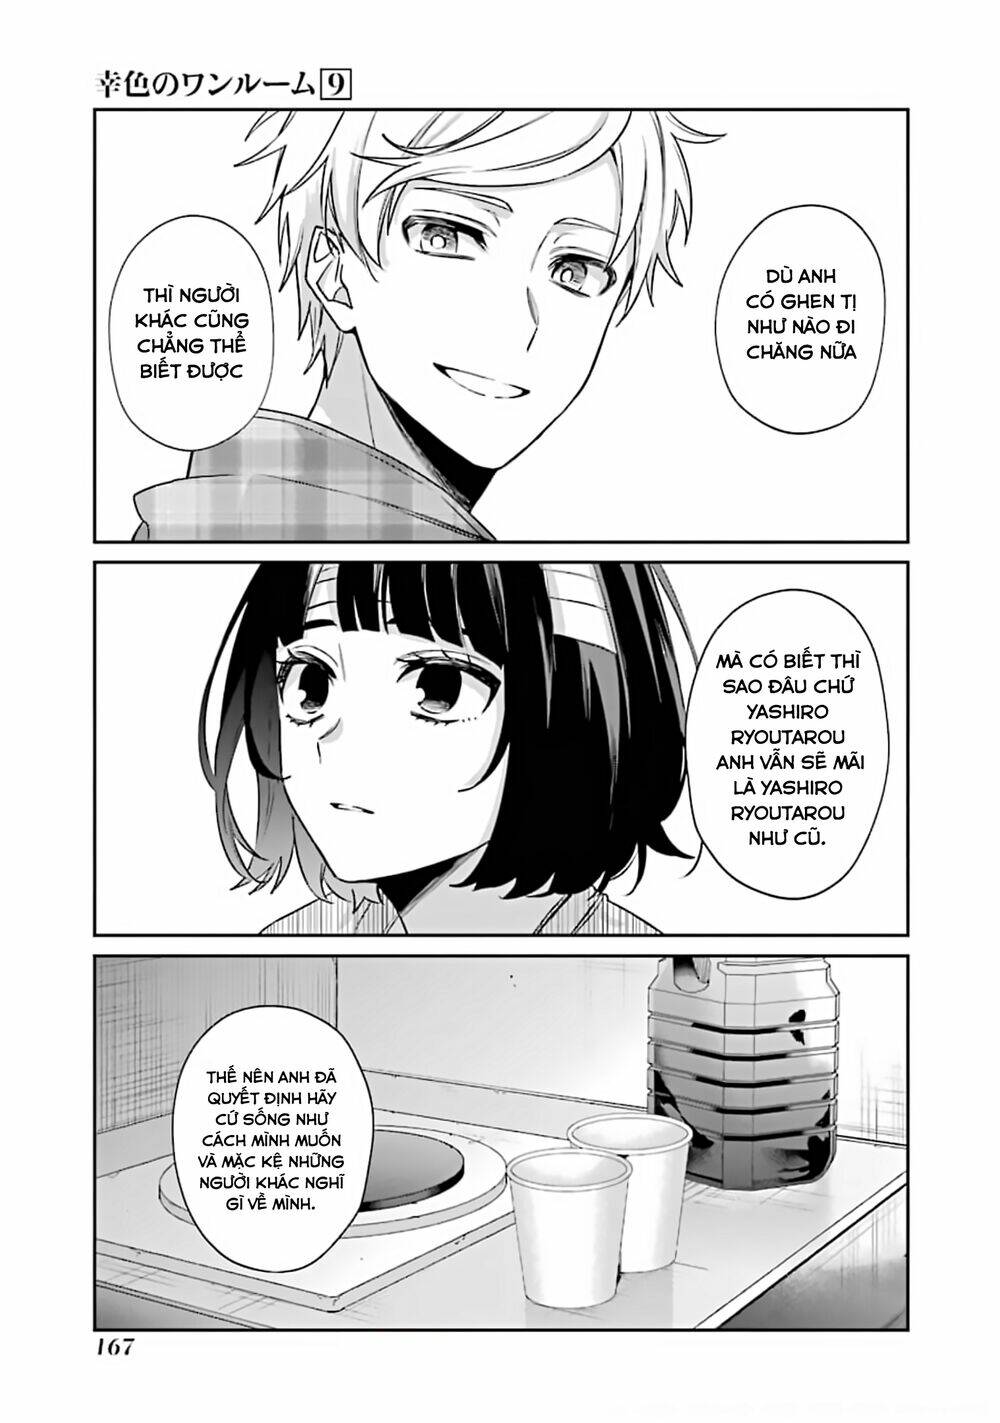 幸色のワンルーム 9
DÙ ANH
CÓ GHEN TỊ
NHƯ NÀO ĐI
CHĂNG NỮA
THÌ NGƯỜI
KHÁC CŨNG
CHẲNG THỂ
BIẾT ĐƯỢC
MÀ CÓ BIẾT THÌ
SAO ĐÂU CHỨ
YASHIRO
RYOUTAROU
ANH VẪN SẼ MÃI
LÀ YASHIRO
RYOUTAROU
NHƯ CŨ.
THẾ NÊN ANH ĐÃ
QUYẾT ĐỊNH HÃY
CỨ SỐNG NHƯ
CÁCH MÌNH MUỐN
VÀ MẶC KỆ NHỮNG
NGƯỜI KHÁC NGHĨ
GÌ VỀ MÌNH.
167